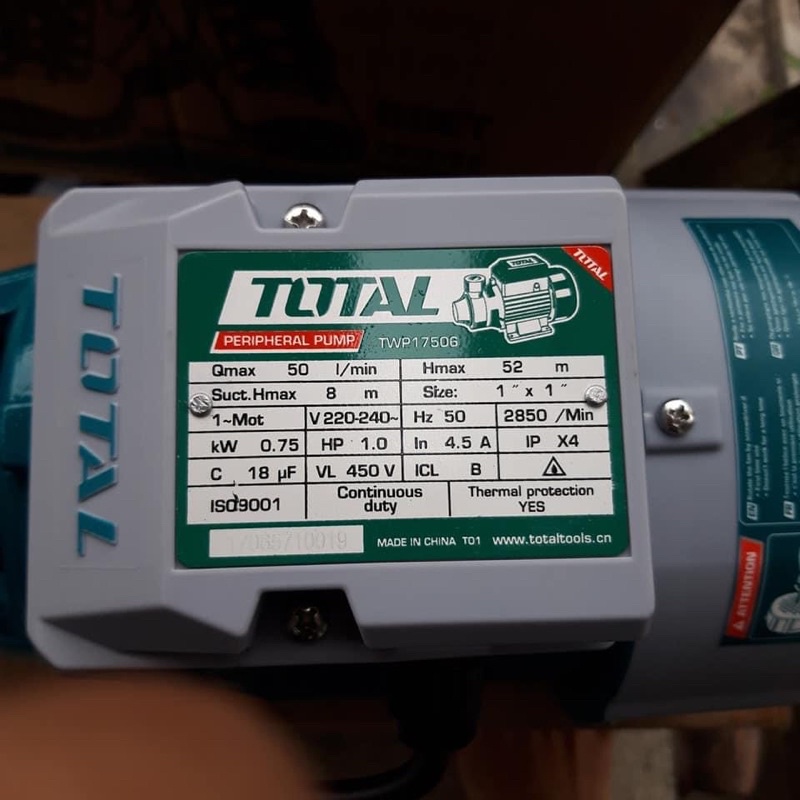 TOTAL
TOTAL
TOTAL
TOTAL
PERIPHERAL PUMP TWP17506
Qmax 50 l/min Hmax 52 m
Suct.Hmax 8 m Size: 1" x 1"
1~Mot V 220-240~ Hz 50 2850 /Min
kW 0.75 HP 1.0 In 4.5 A IP X4
C 18 µF VL 450 V ICL B
ISO9001 Continuous duty Thermal protection YES
MADE IN CHINA T01 www.totaltools.cn
ATTENTION
EN